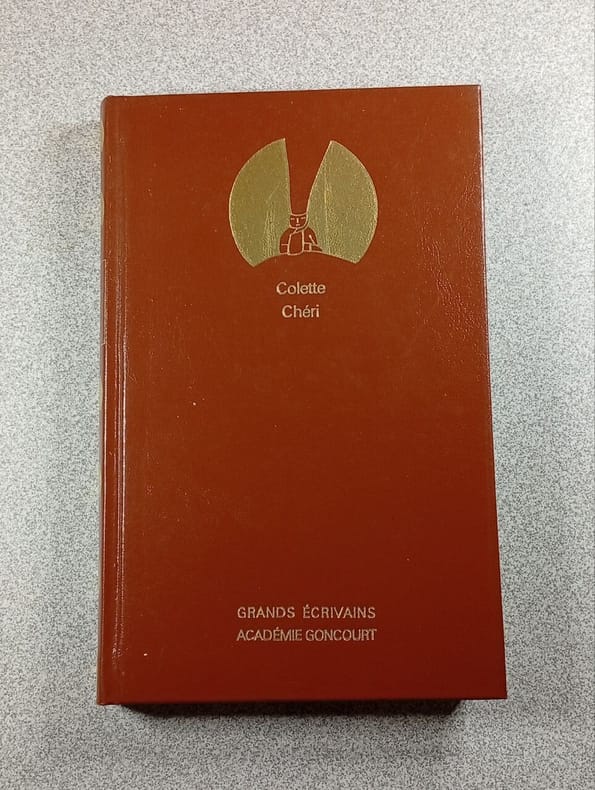 Colette
Chéri
GRANDS ÉCRIVAINS
ACADÉMIE GONCOURT